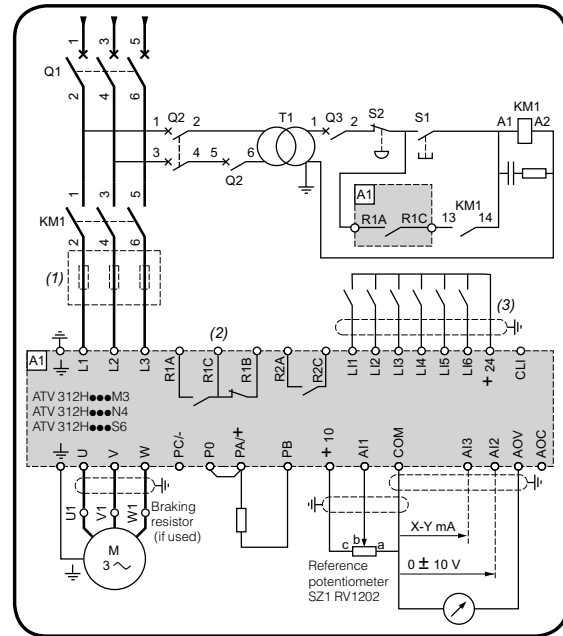 1 3 5
Q1
2 4 6
1 Q2 2
T1
1 Q3 2
S2
S1
KM1
A1 A2
3 4 5 6
Q2
A1
R1A R1C
KM1
13 14
1 3 5
KM1
2 4 6
(1)
(2)
(3)
A1
L1 L2 L3 R1A R1C R1B R2A R2C LI1 LI2 LI3 LI4 LI5 LI6 + 24 CLI
ATV 312H●●●M3
ATV 312H●●●N4
ATV 312H●●●S6
U V W PC/- P0 PA/+ PB + 10 AI1 COM AI3 AI2 AOV AOC
U1 V1 W1
Braking
resistor
(if used)
M
3
X-Y mA
c b a
0 ± 10 V
Reference
potentiometer
SZ1 RV1202